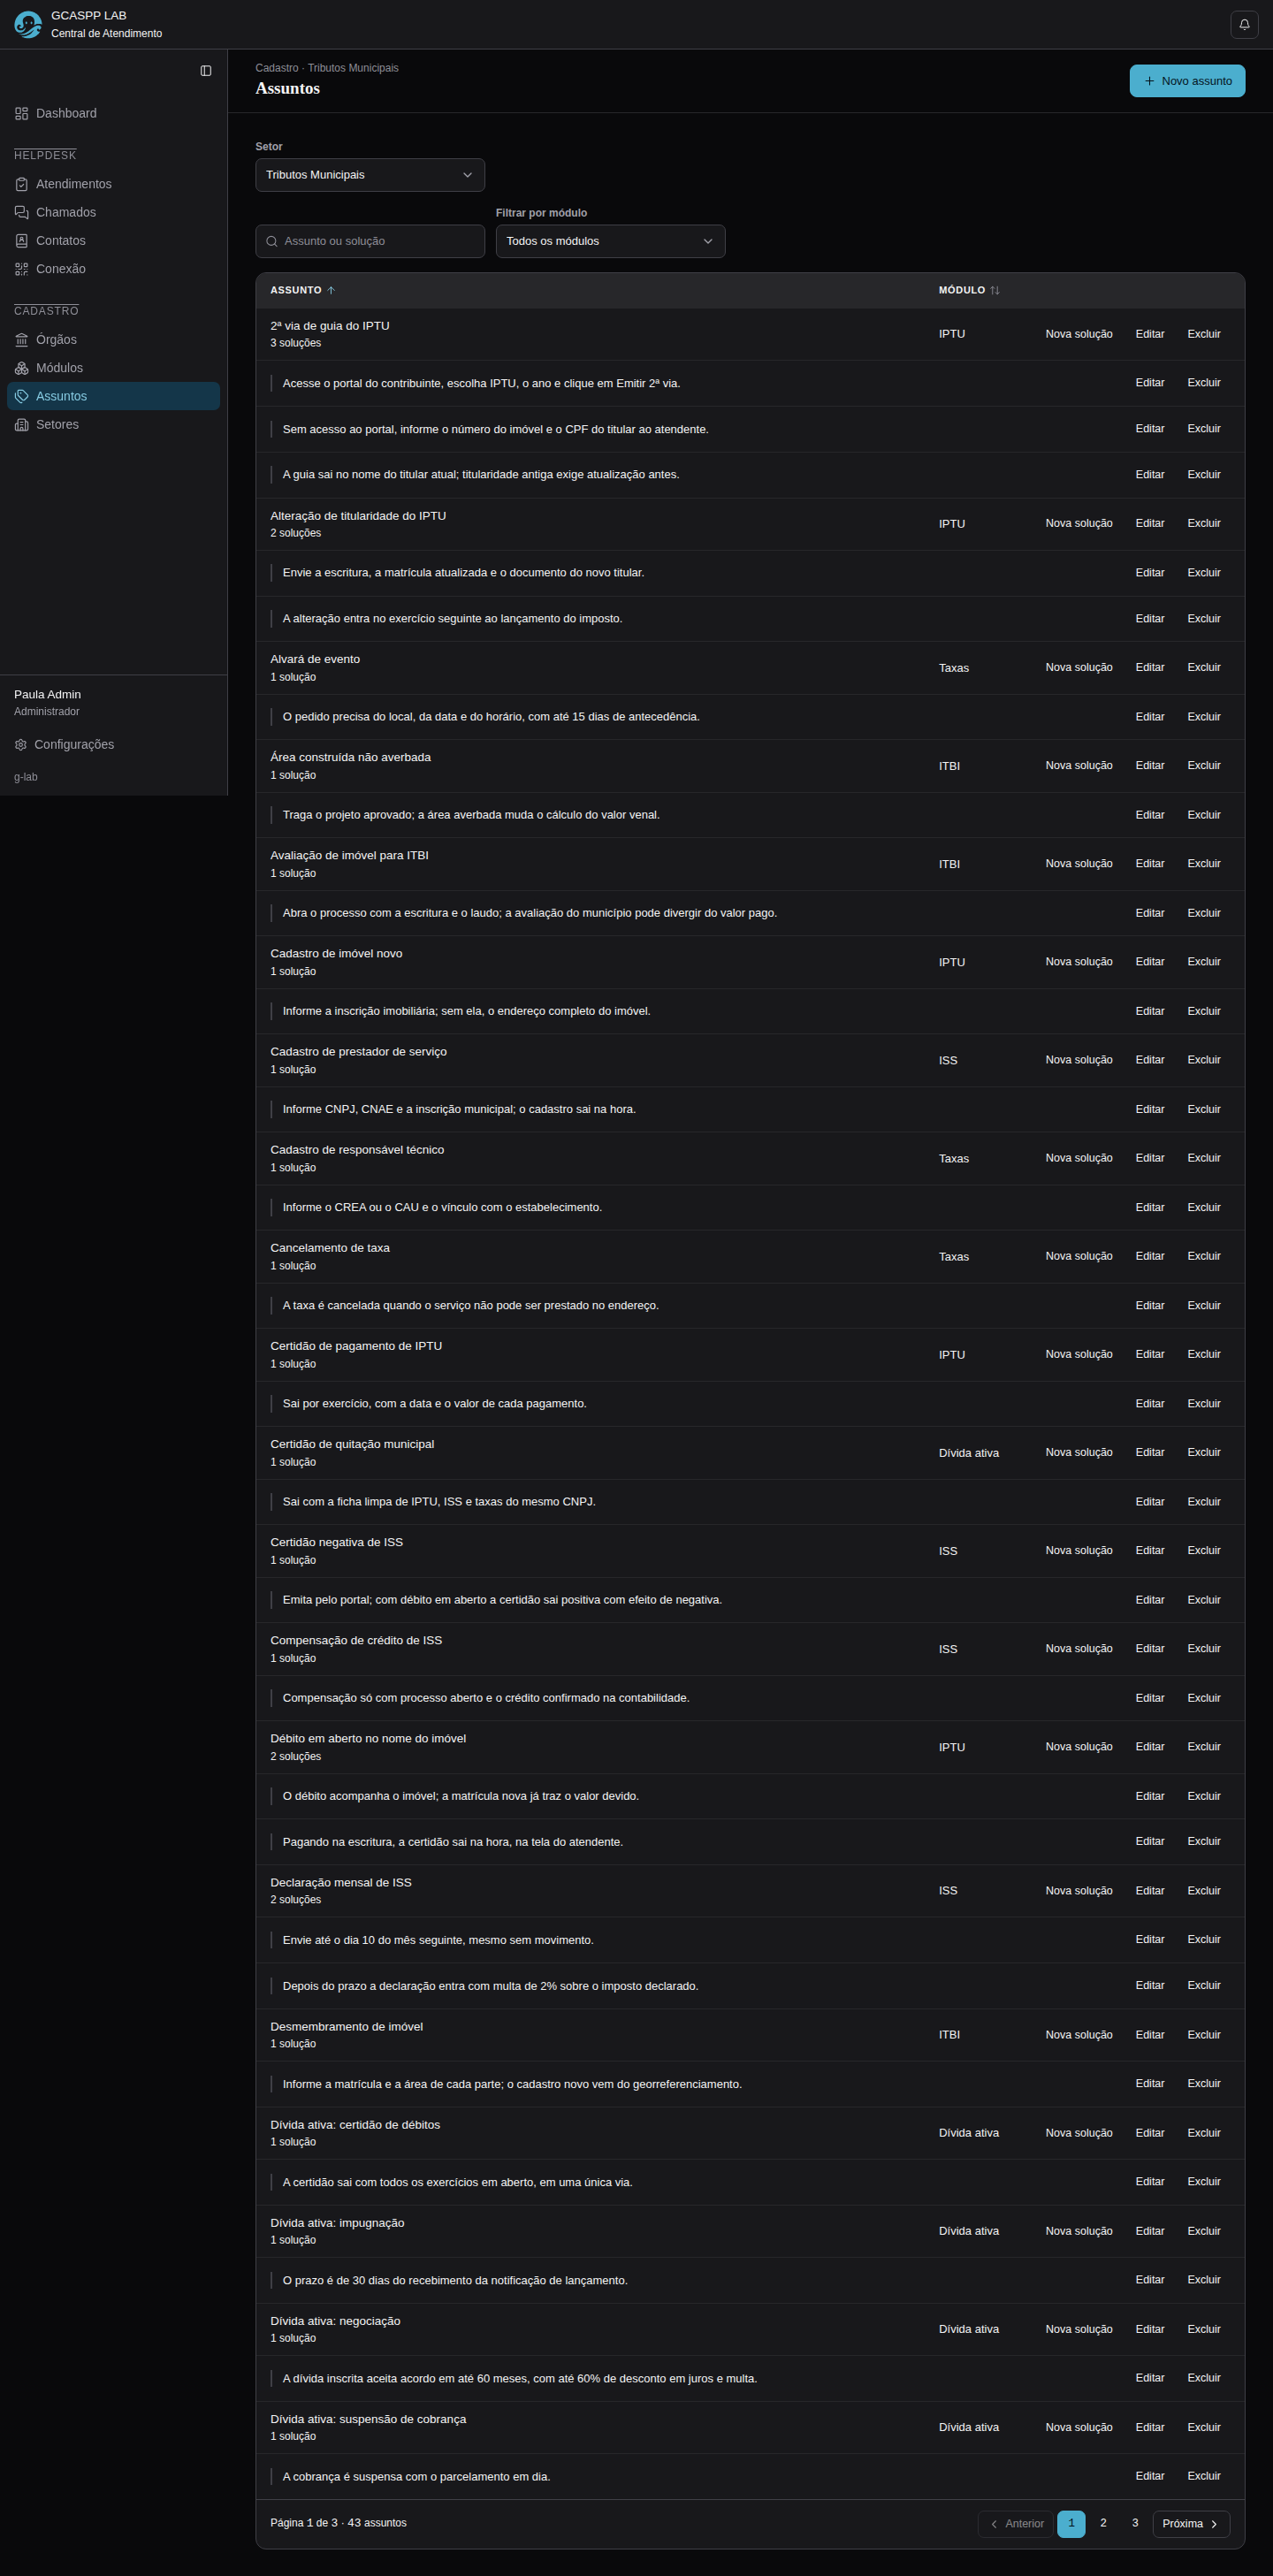 GCASPP LAB
Central de Atendimento
Dashboard
HELPDESK
Atendimentos
Chamados
Contatos
Conexão
CADASTRO
Órgãos
Módulos
Assuntos
Setores
Paula Admin
Administrador
Configurações
g-lab
Cadastro · Tributos Municipais
Assuntos
Novo assunto
Setor
Tributos Municipais
Filtrar por módulo
Assunto ou solução
Todos os módulos
ASSUNTO MÓDULO
2ª via de guia do IPTU
3 soluções
IPTU Nova solução Editar Excluir
Acesse o portal do contribuinte, escolha IPTU, o ano e clique em Emitir 2ª via. Editar Excluir
Sem acesso ao portal, informe o número do imóvel e o CPF do titular ao atendente. Editar Excluir
A guia sai no nome do titular atual; titularidade antiga exige atualização antes. Editar Excluir
Alteração de titularidade do IPTU
2 soluções
IPTU Nova solução Editar Excluir
Envie a escritura, a matrícula atualizada e o documento do novo titular. Editar Excluir
A alteração entra no exercício seguinte ao lançamento do imposto. Editar Excluir
Alvará de evento
1 solução
Taxas Nova solução Editar Excluir
O pedido precisa do local, da data e do horário, com até 15 dias de antecedência. Editar Excluir
Área construída não averbada
1 solução
ITBI Nova solução Editar Excluir
Traga o projeto aprovado; a área averbada muda o cálculo do valor venal. Editar Excluir
Avaliação de imóvel para ITBI
1 solução
ITBI Nova solução Editar Excluir
Abra o processo com a escritura e o laudo; a avaliação do município pode divergir do valor pago. Editar Excluir
Cadastro de imóvel novo
1 solução
IPTU Nova solução Editar Excluir
Informe a inscrição imobiliária; sem ela, o endereço completo do imóvel. Editar Excluir
Cadastro de prestador de serviço
1 solução
ISS Nova solução Editar Excluir
Informe CNPJ, CNAE e a inscrição municipal; o cadastro sai na hora. Editar Excluir
Cadastro de responsável técnico
1 solução
Taxas Nova solução Editar Excluir
Informe o CREA ou o CAU e o vínculo com o estabelecimento. Editar Excluir
Cancelamento de taxa
1 solução
Taxas Nova solução Editar Excluir
A taxa é cancelada quando o serviço não pode ser prestado no endereço. Editar Excluir
Certidão de pagamento de IPTU
1 solução
IPTU Nova solução Editar Excluir
Sai por exercício, com a data e o valor de cada pagamento. Editar Excluir
Certidão de quitação municipal
1 solução
Dívida ativa Nova solução Editar Excluir
Sai com a ficha limpa de IPTU, ISS e taxas do mesmo CNPJ. Editar Excluir
Certidão negativa de ISS
1 solução
ISS Nova solução Editar Excluir
Emita pelo portal; com débito em aberto a certidão sai positiva com efeito de negativa. Editar Excluir
Compensação de crédito de ISS
1 solução
ISS Nova solução Editar Excluir
Compensação só com processo aberto e o crédito confirmado na contabilidade. Editar Excluir
Débito em aberto no nome do imóvel
2 soluções
IPTU Nova solução Editar Excluir
O débito acompanha o imóvel; a matrícula nova já traz o valor devido. Editar Excluir
Pagando na escritura, a certidão sai na hora, na tela do atendente. Editar Excluir
Declaração mensal de ISS
2 soluções
ISS Nova solução Editar Excluir
Envie até o dia 10 do mês seguinte, mesmo sem movimento. Editar Excluir
Depois do prazo a declaração entra com multa de 2% sobre o imposto declarado. Editar Excluir
Desmembramento de imóvel
1 solução
ITBI Nova solução Editar Excluir
Informe a matrícula e a área de cada parte; o cadastro novo vem do georreferenciamento. Editar Excluir
Dívida ativa: certidão de débitos
1 solução
Dívida ativa Nova solução Editar Excluir
A certidão sai com todos os exercícios em aberto, em uma única via. Editar Excluir
Dívida ativa: impugnação
1 solução
Dívida ativa Nova solução Editar Excluir
O prazo é de 30 dias do recebimento da notificação de lançamento. Editar Excluir
Dívida ativa: negociação
1 solução
Dívida ativa Nova solução Editar Excluir
A dívida inscrita aceita acordo em até 60 meses, com até 60% de desconto em juros e multa. Editar Excluir
Dívida ativa: suspensão de cobrança
1 solução
Dívida ativa Nova solução Editar Excluir
A cobrança é suspensa com o parcelamento em dia. Editar Excluir
Página 1 de 3 · 43 assuntos Anterior 1 2 3 Próxima